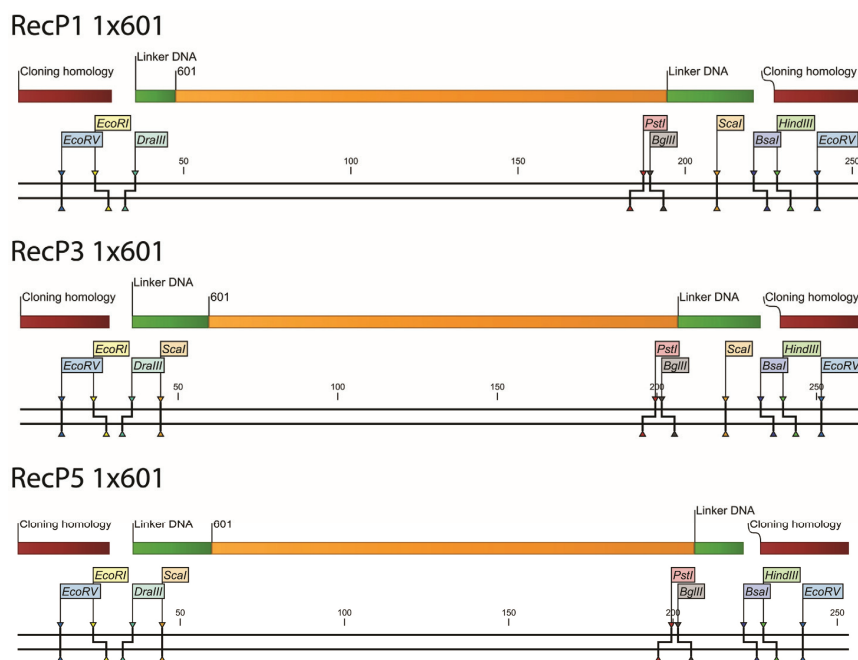 RecP1 1x601
Linker DNA Linker DNA
Cloning homology 601 Cloning homology
EcoRI PstI ScaI HindIII
EcoRV DraIII BglII BsaI EcoRV
50 100 150 200 250
RecP3 1x601
Linker DNA Linker DNA
Cloning homology 601 Cloning homology
EcoRI ScaI PstI ScaI HindIII
EcoRV DraIII BglII BsaI EcoRV
50 100 150 200 250
RecP5 1x601
Linker DNA
Cloning homology Linker DNA 601 Cloning homology
EcoRI ScaI PstI HindIII
EcoRV DraIII BglII BsaI EcoRV
50 100 150 200 250